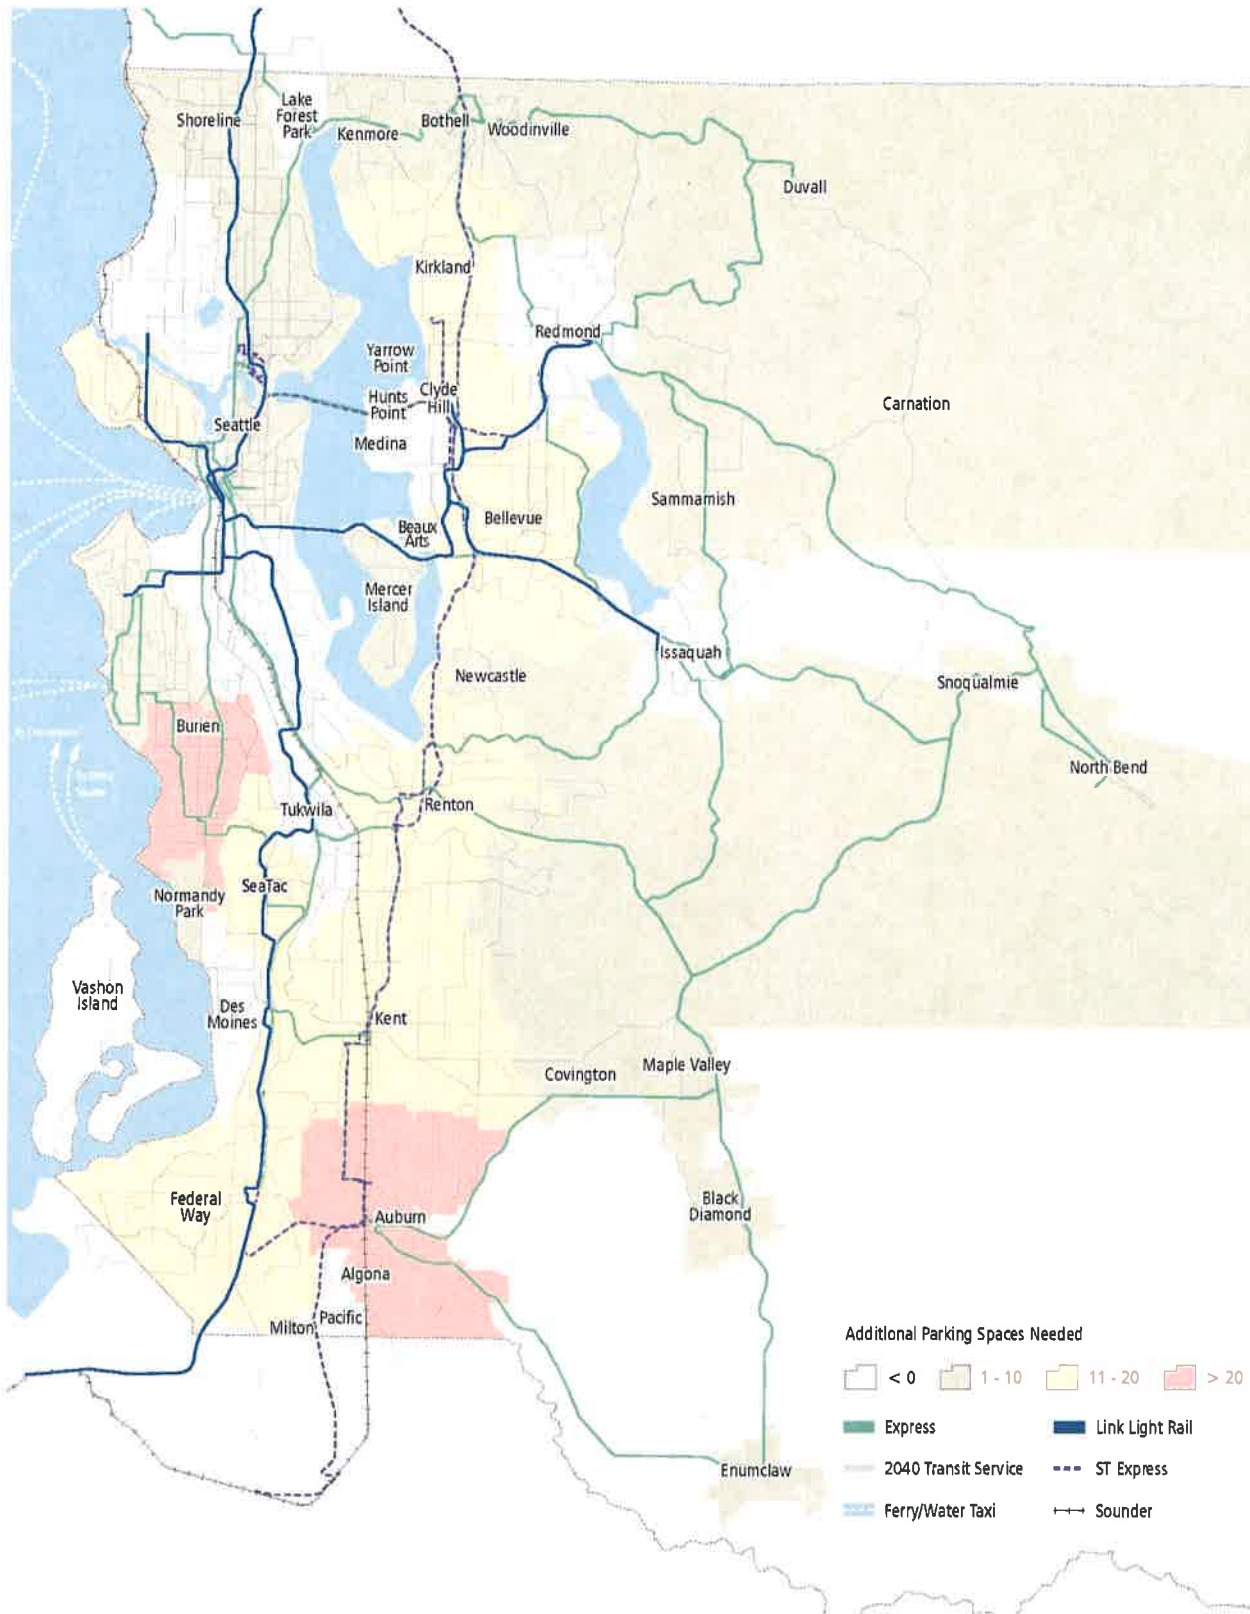 Shoreline
Lake
Forest
Park
Kenmore
Bothell
Woodinville
Duvall
Kirkland
Redmond
Yarrow
Point
Hunts
Point
Clyde
Hill
Medina
Seattle
Carnation
Sammamish
Bellevue
Beaux
Arts
Mercer
Island
Issaquah
Newcastle
Snoqualmie
North Bend
Burien
Tukwila
Renton
SeaTac
Normandy
Park
Vashon
Island
Des
Moines
Kent
Covington
Maple Valley
Black
Diamond
Federal
Way
Auburn
Algona
Pacific
Milton
Enumclaw
Additional Parking Spaces Needed
< 0
1 - 10
11 - 20
> 20
Express
Link Light Rail
2040 Transit Service
ST Express
Ferry/Water Taxi
Sounder